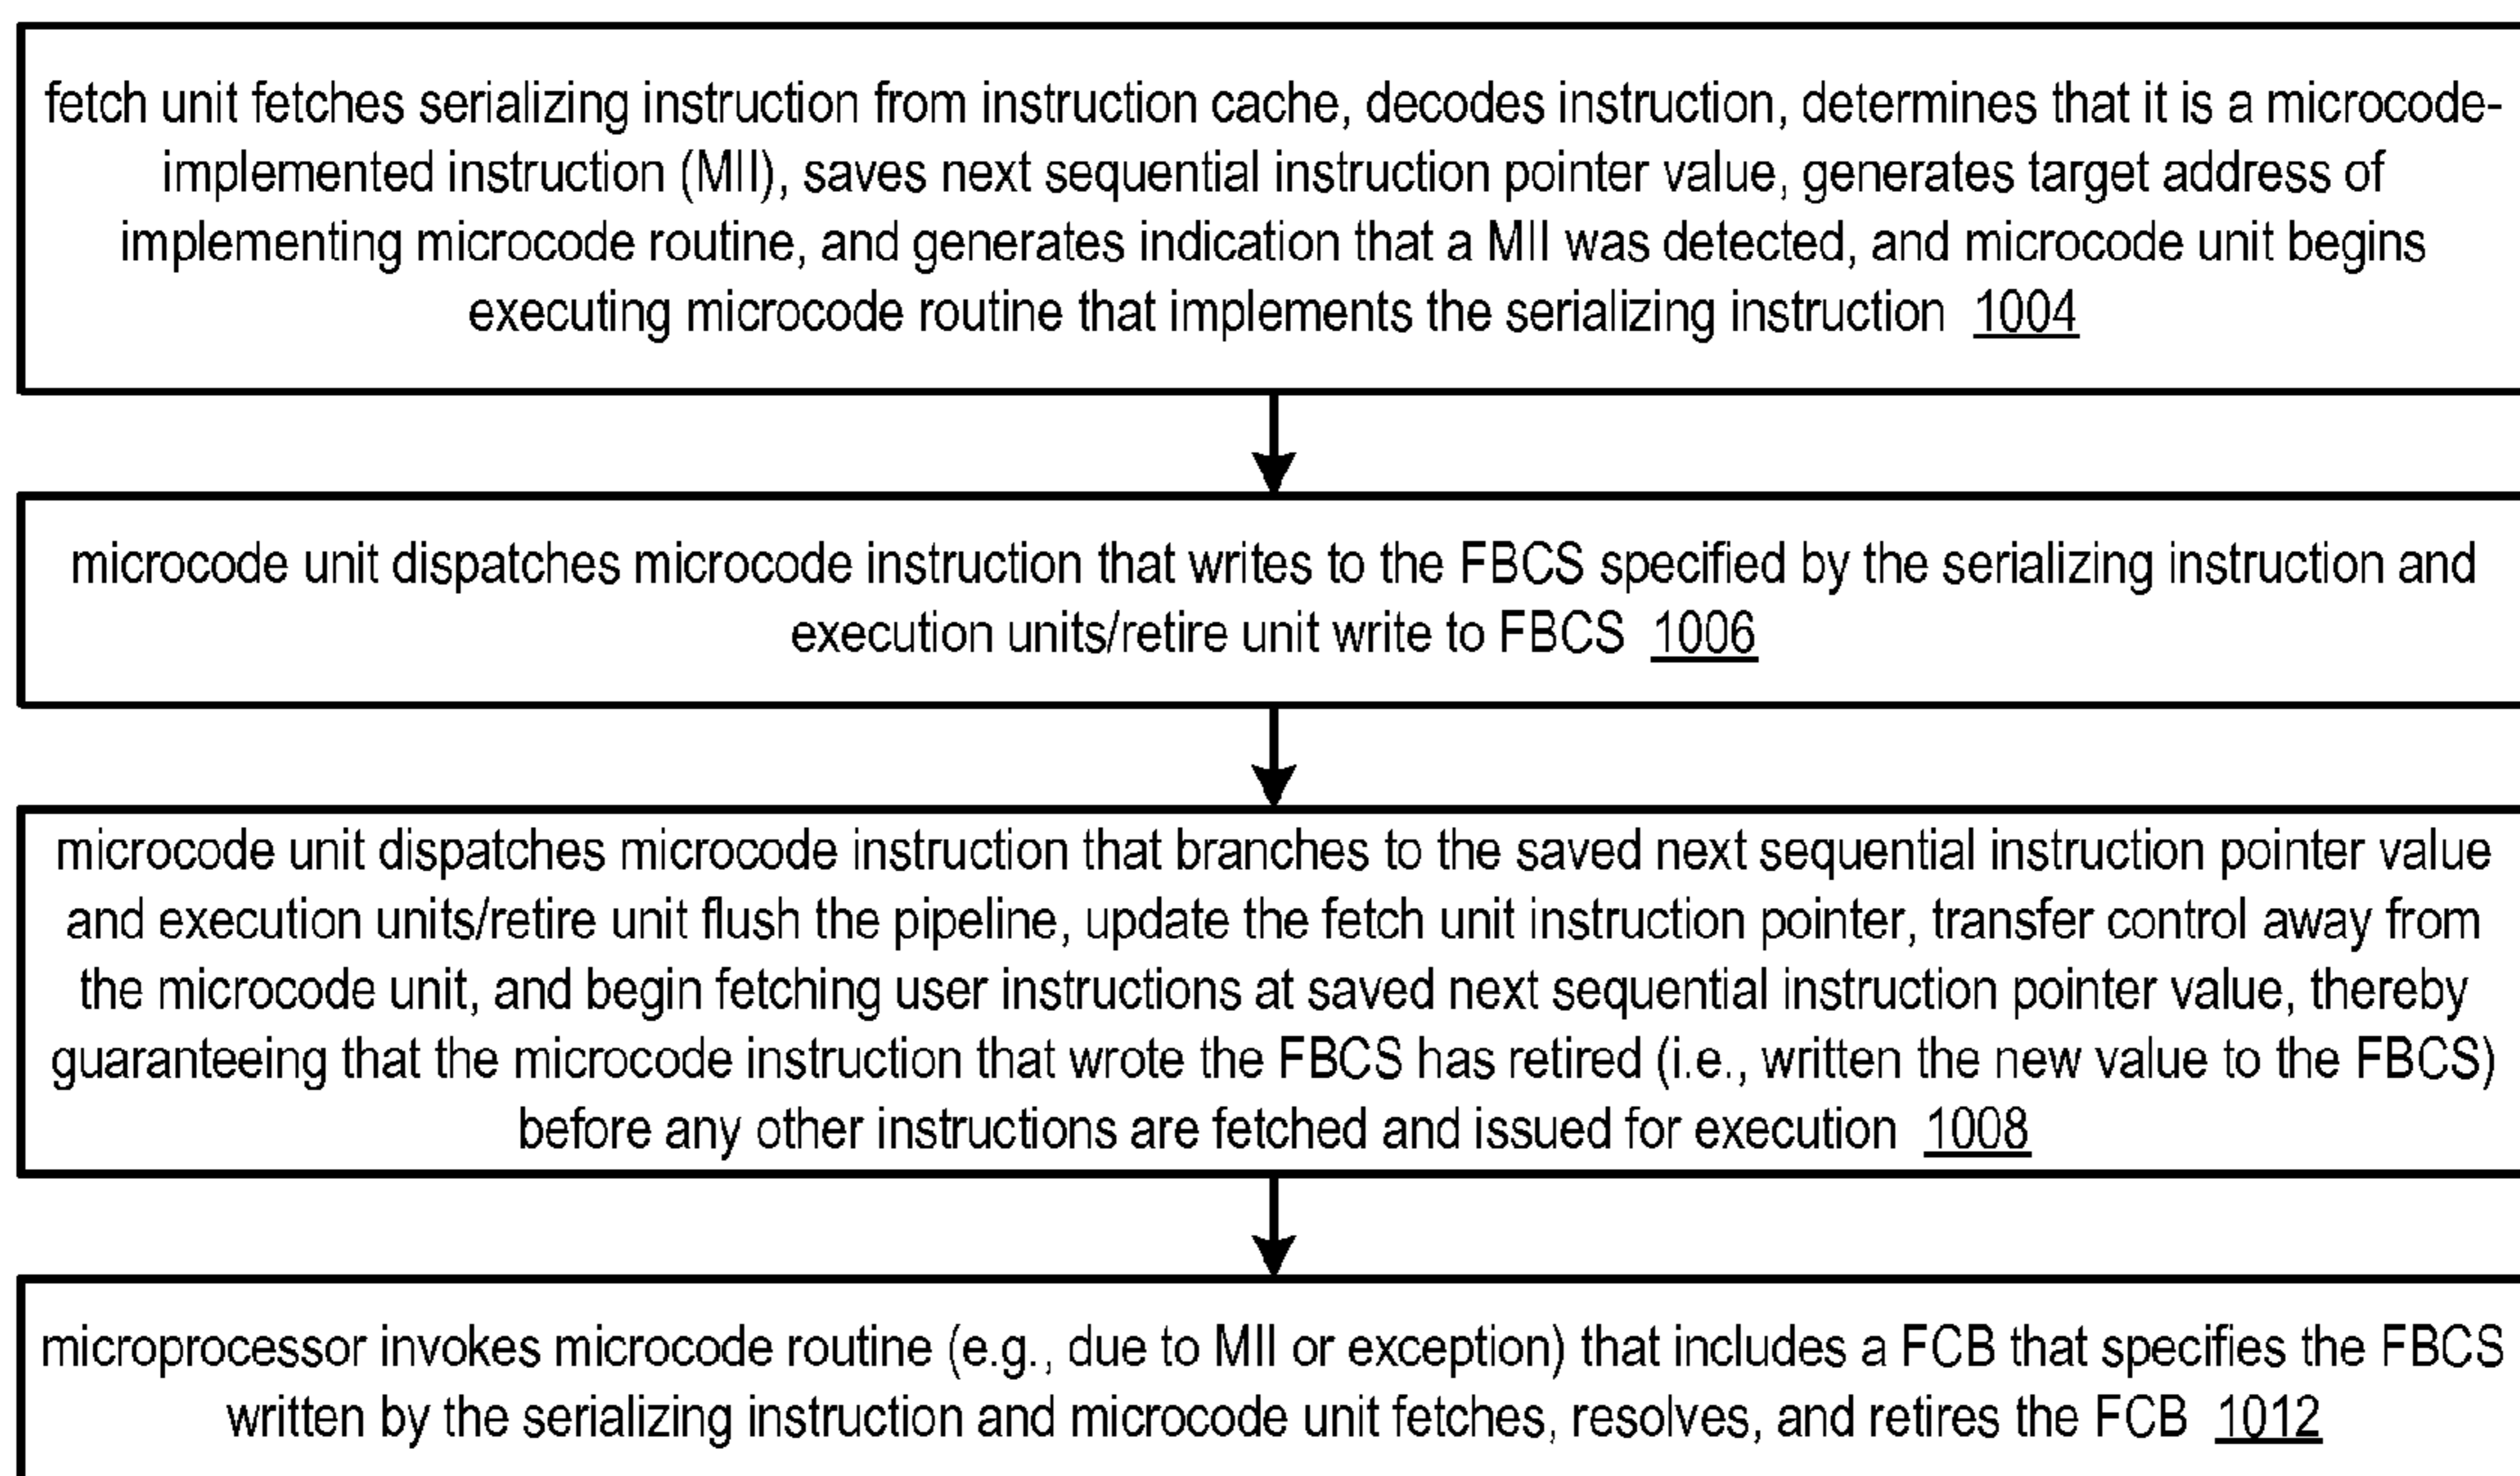 fetch unit fetches serializing instruction from instruction cache, decodes instruction, determines that it is a microcode-
implemented instruction (MII), saves next sequential instruction pointer value, generates target address of
implementing microcode routine, and generates indication that a MII was detected, and microcode unit begins
executing microcode routine that implements the serializing instruction 1004
microcode unit dispatches microcode instruction that writes to the FBCS specified by the serializing instruction and
execution units/retire unit write to FBCS 1006
microcode unit dispatches microcode instruction that branches to the saved next sequential instruction pointer value
and execution units/retire unit flush the pipeline, update the fetch unit instruction pointer, transfer control away from
the microcode unit, and begin fetching user instructions at saved next sequential instruction pointer value, thereby
guaranteeing that the microcode instruction that wrote the FBCS has retired (i.e., written the new value to the FBCS)
before any other instructions are fetched and issued for execution 1008
microprocessor invokes microcode routine (e.g., due to MII or exception) that includes a FCB that specifies the FBCS
written by the serializing instruction and microcode unit fetches, resolves, and retires the FCB 1012